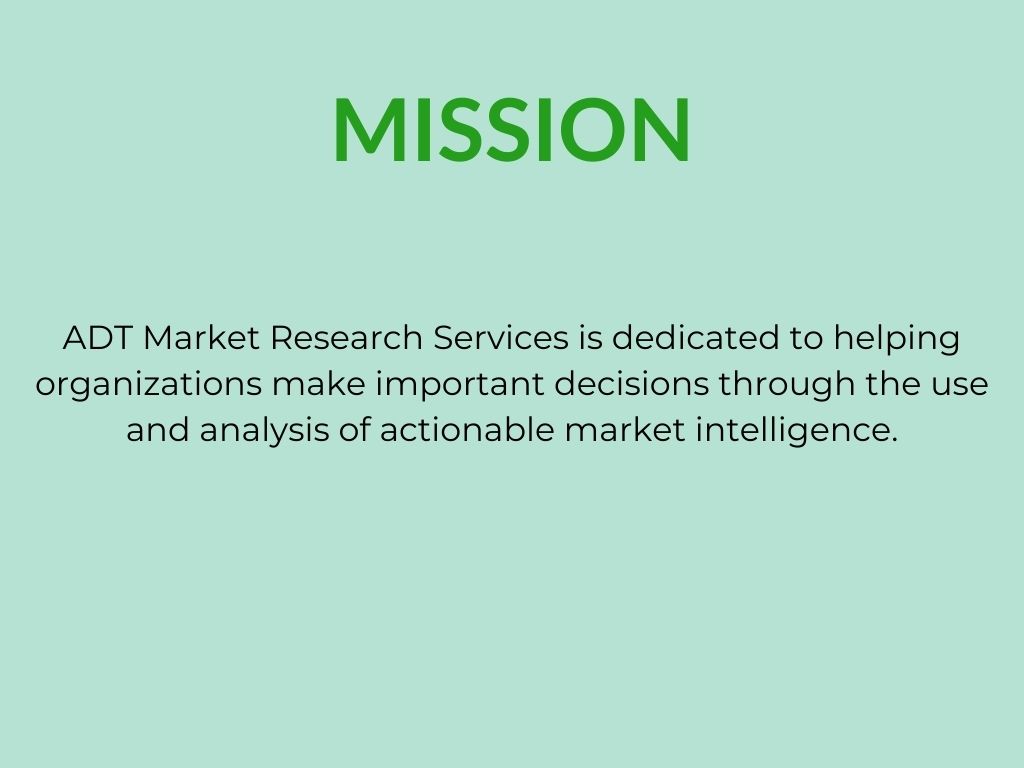 MISSION
ADT Market Research Services is dedicated to helping
organizations make important decisions through the use
and analysis of actionable market intelligence.